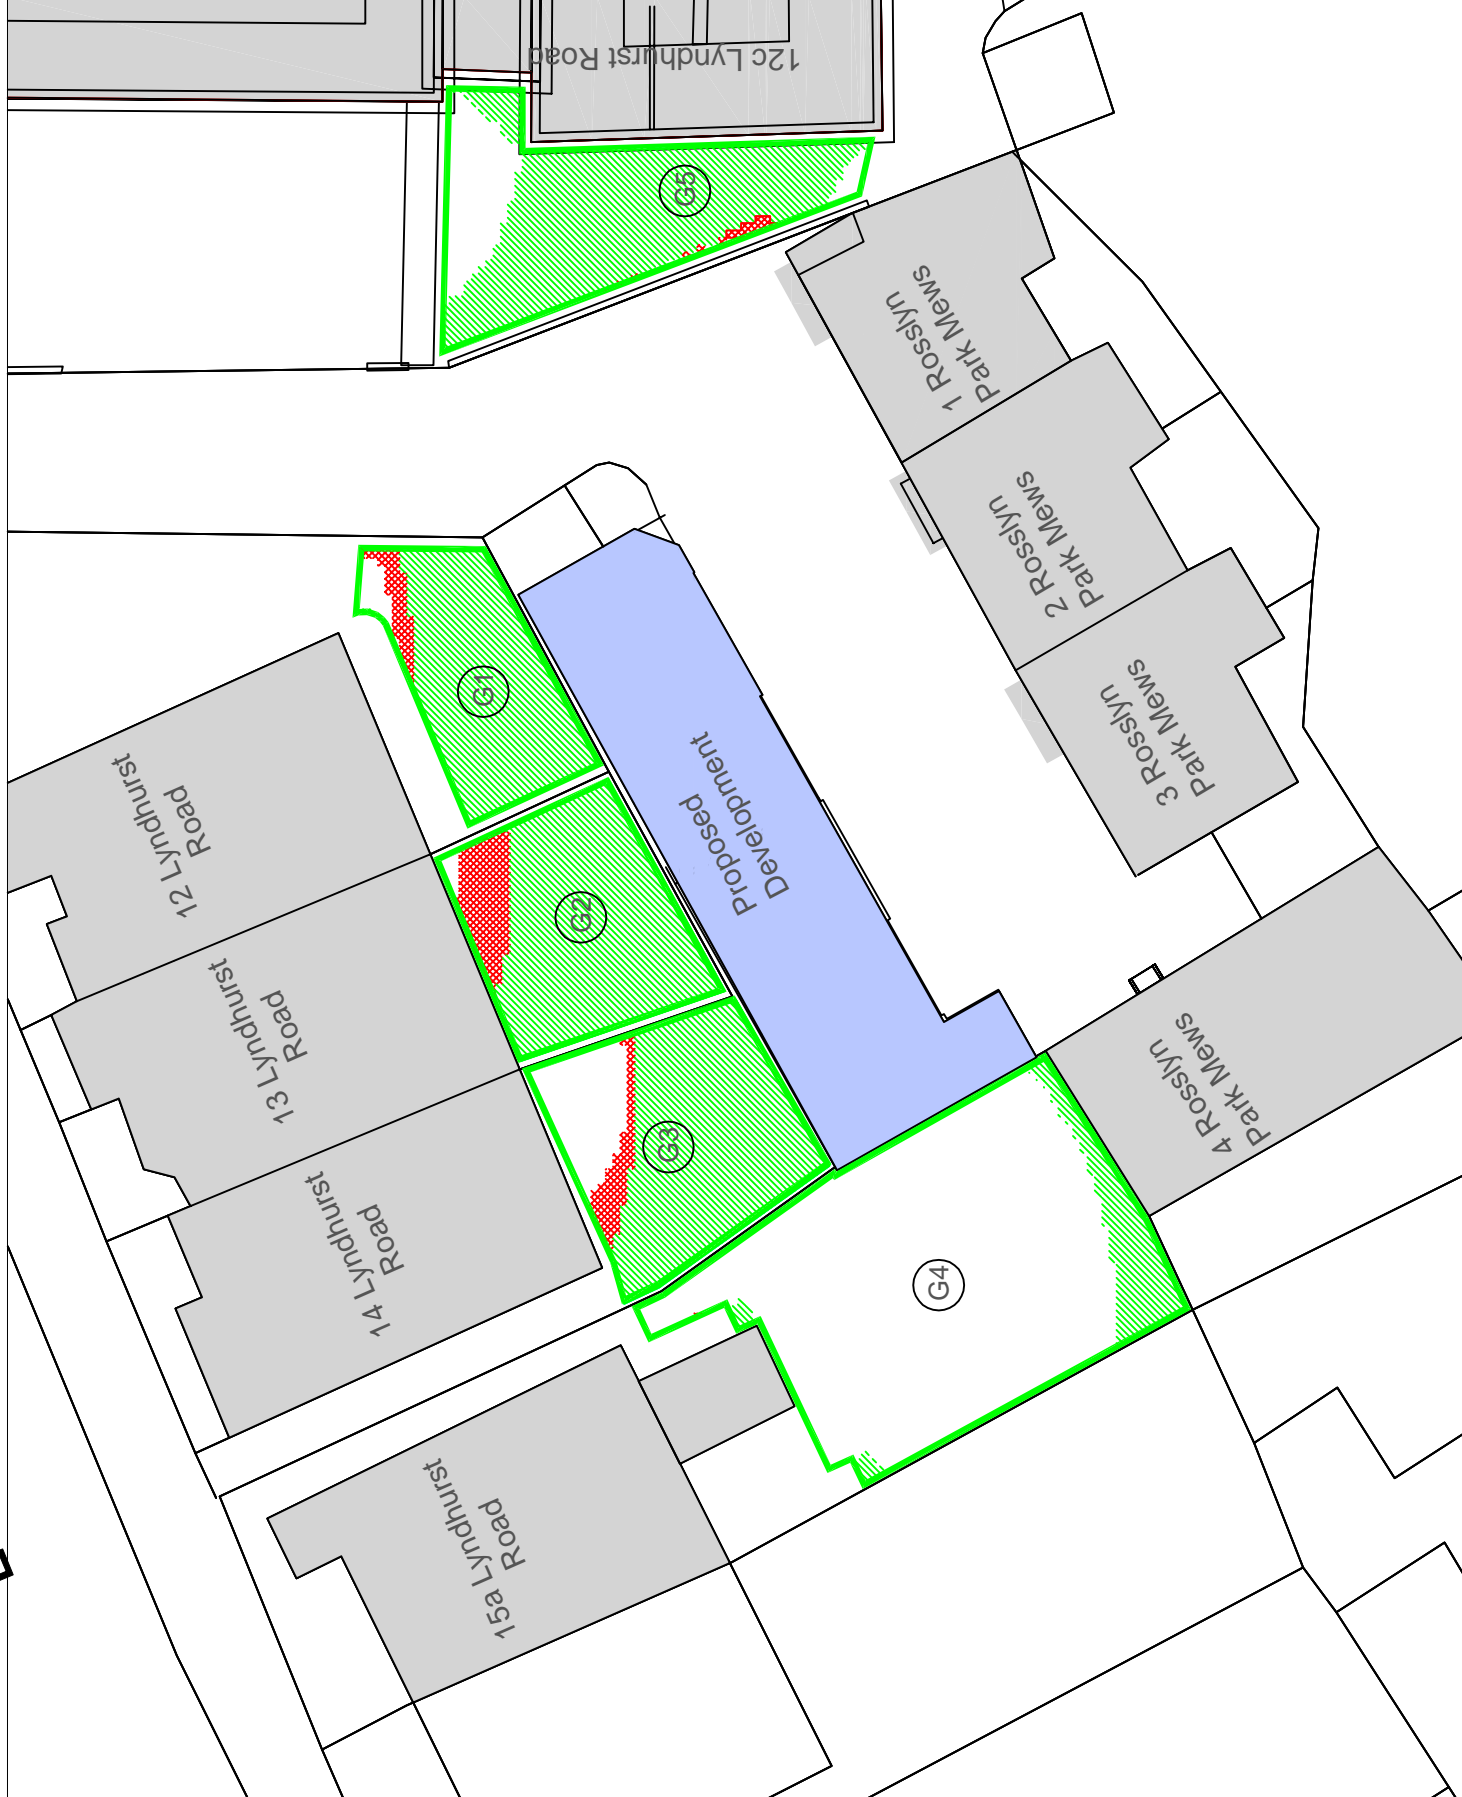 12c Lyndhurst Road
G5
1 Rosslyn
Park Mews
2 Rosslyn
Park Mews
3 Rosslyn
Park Mews
4 Rosslyn
Park Mews
G1
G2
G3
G4
Proposed
Development
12 Lyndhurst
Road
13 Lyndhurst
Road
14 Lyndhurst
Road
15a Lyndhurst
Road